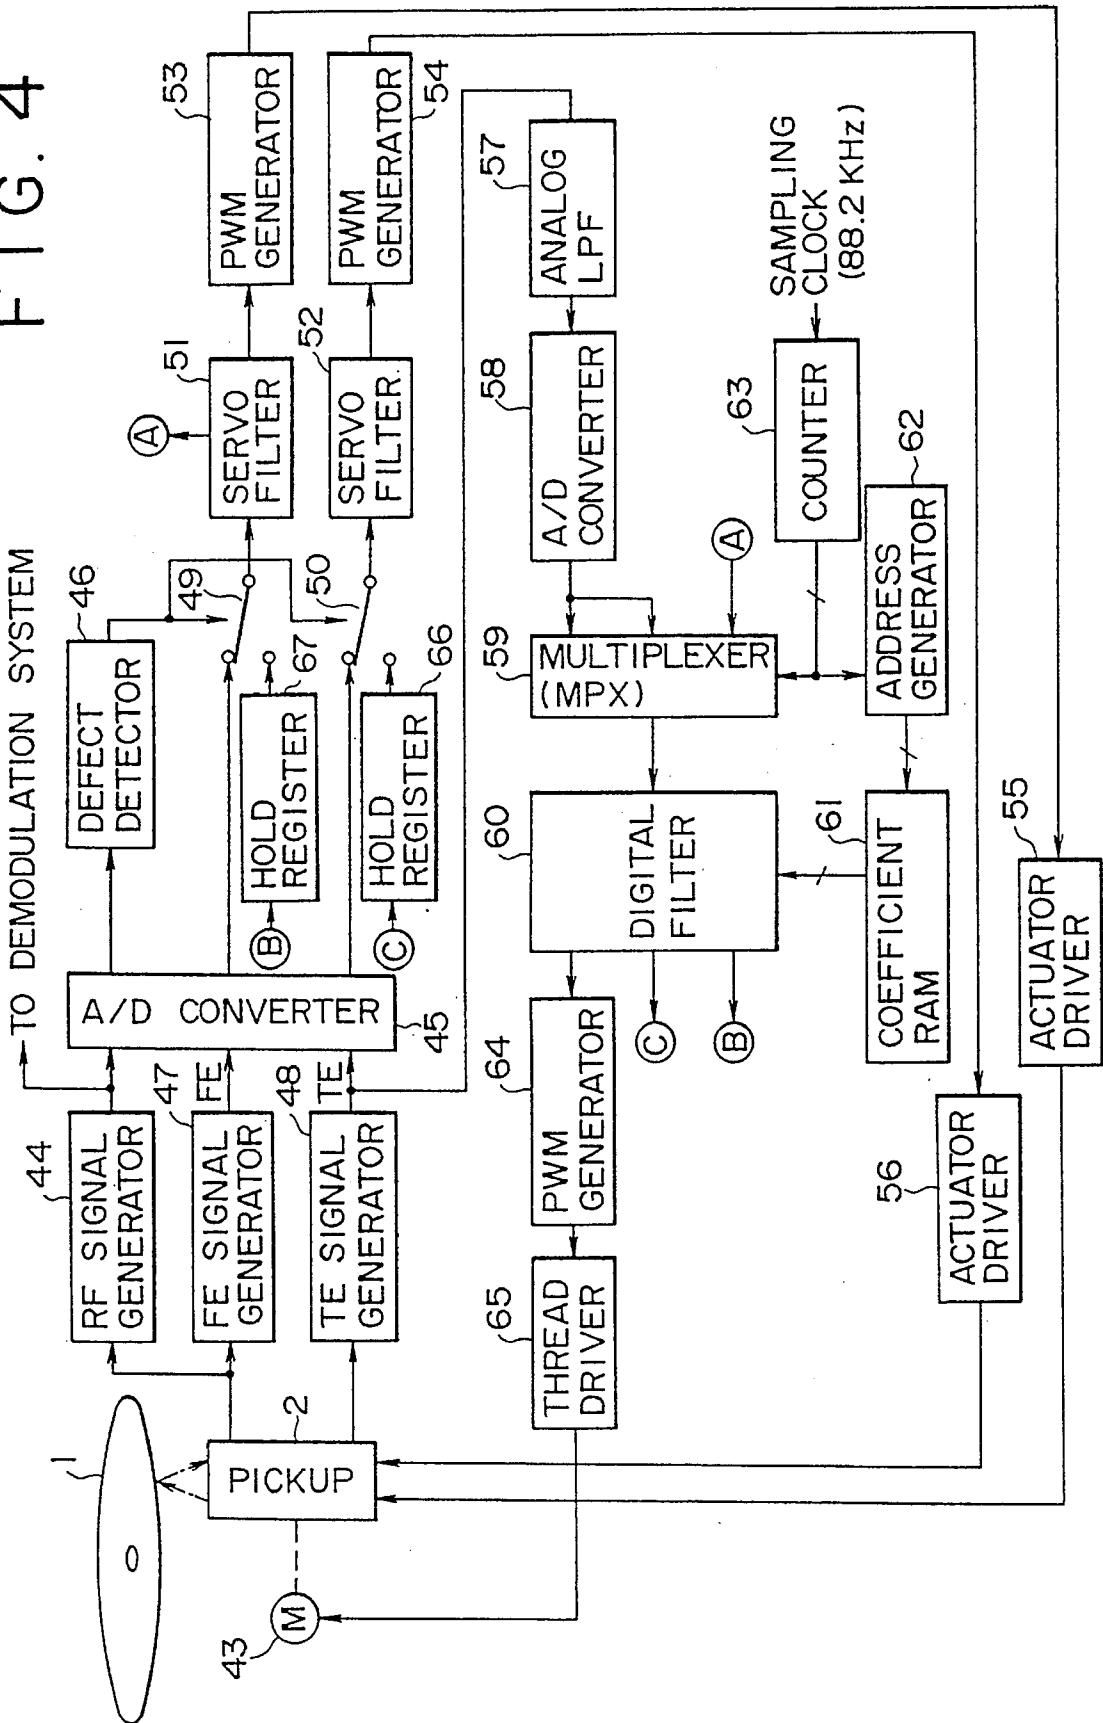 FIG. 4
TO DEMODULATION SYSTEM
1
PICKUP
2
M
43
RF SIGNAL
GENERATOR
44
FE SIGNAL
GENERATOR
47
FE
TE SIGNAL
GENERATOR
48
TE
A/D CONVERTER
45
DEFECT
DETECTOR
46
B
HOLD
REGISTER
67
C
HOLD
REGISTER
66
49
50
A
SERVO
FILTER
51
SERVO
FILTER
52
PWM
GENERATOR
53
PWM
GENERATOR
54
THREAD
DRIVER
65
PWM
GENERATOR
64
C
B
DIGITAL
FILTER
60
MULTIPLEXER
(MPX)
59
A
A/D
CONVERTER
58
ANALOG
LPF
57
COEFFICIENT
RAM
61
ADDRESS
GENERATOR
62
COUNTER
63
SAMPLING
CLOCK
(88.2 KHz)
ACTUATOR
DRIVER
56
ACTUATOR
DRIVER
55